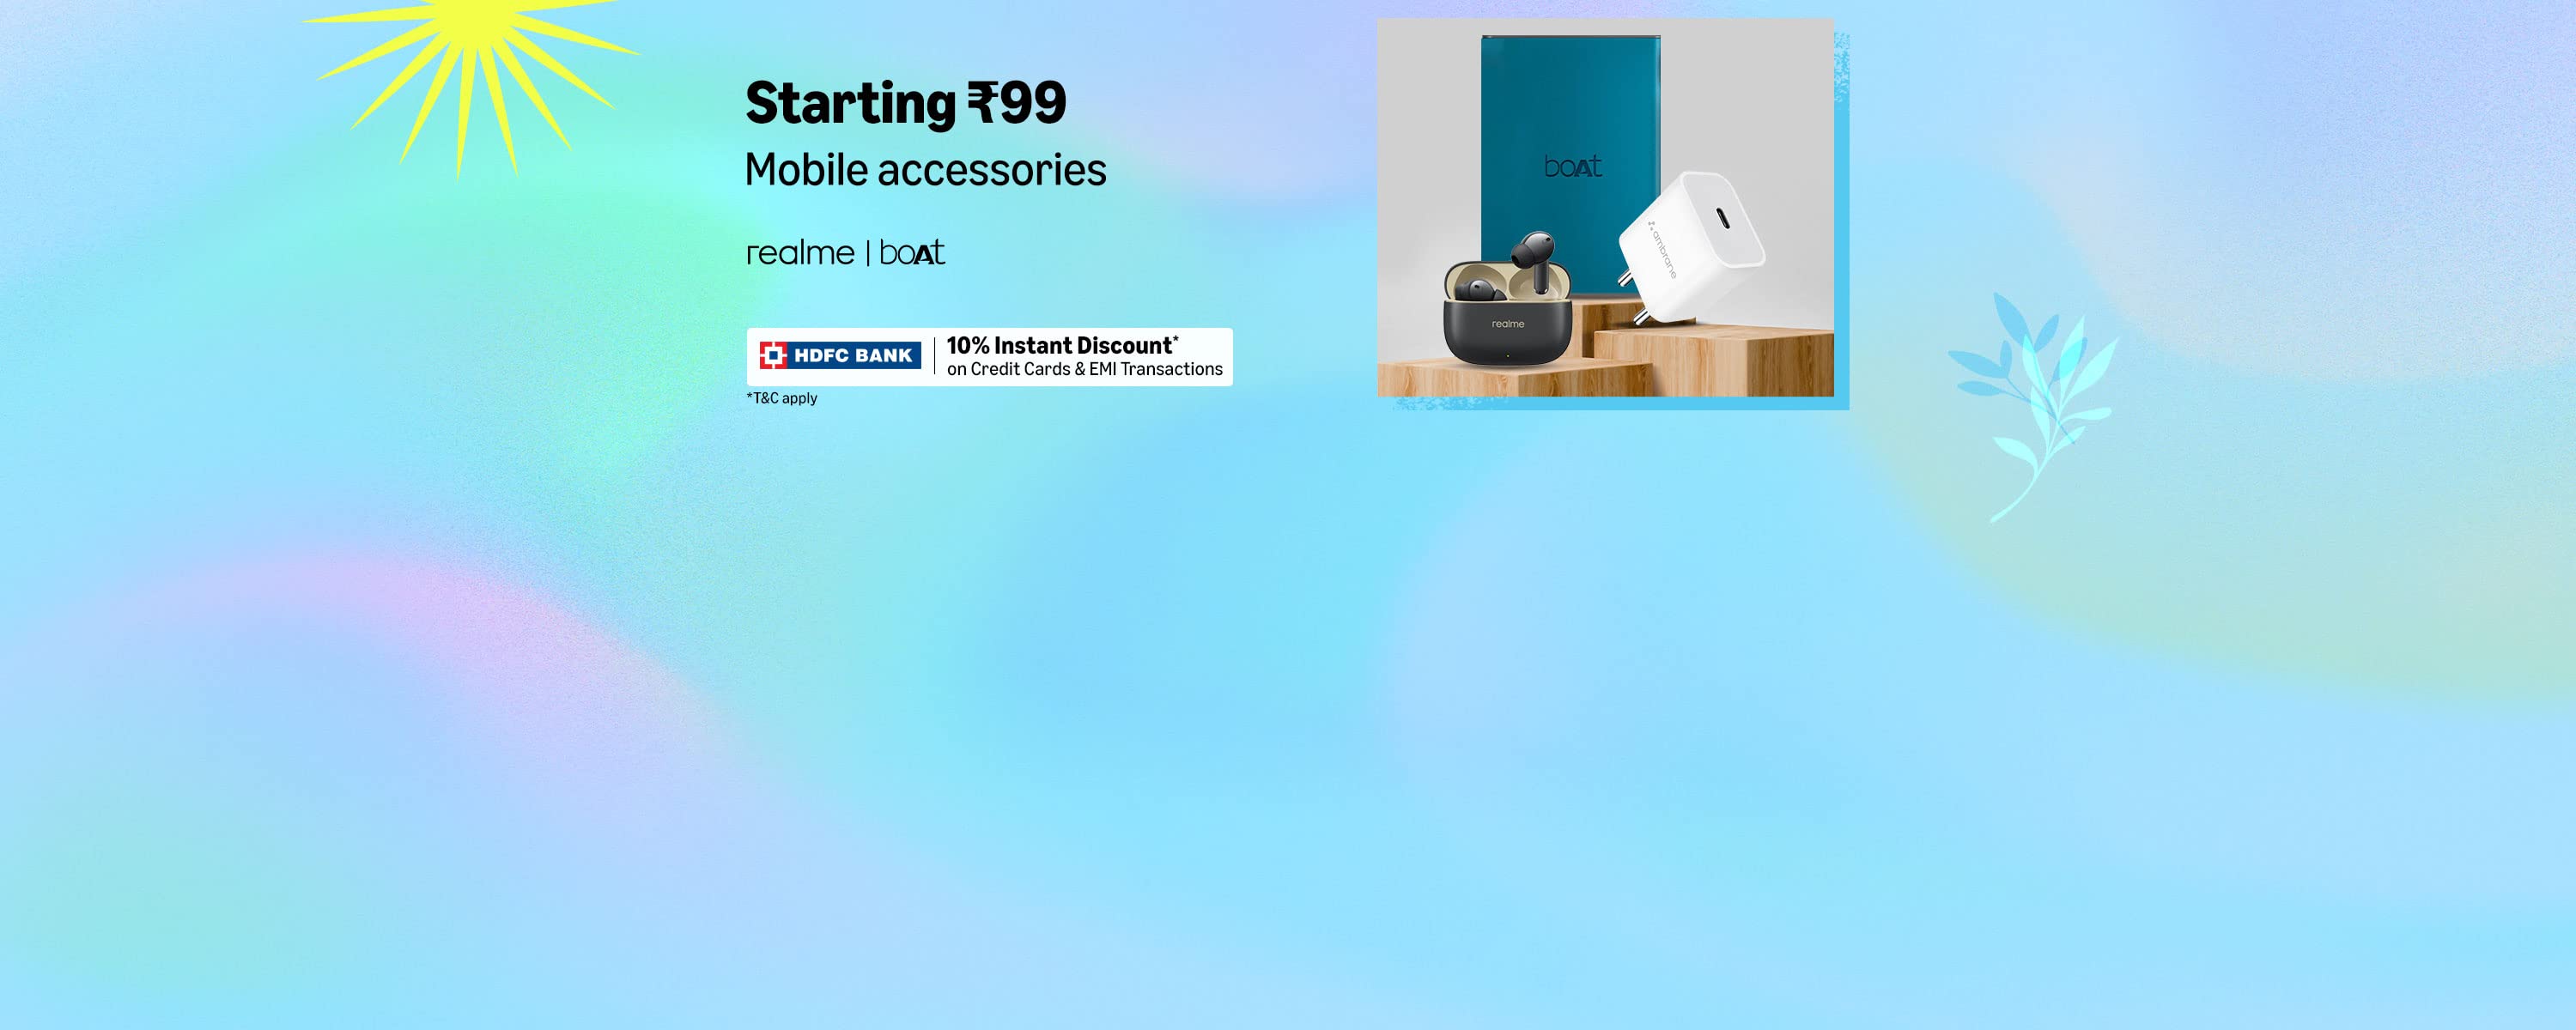 Starting ₹99
Mobile accessories
realme | boAt
HDFC BANK
10% Instant Discount*
on Credit Cards & EMI Transactions
*T&C apply
boAt
ambrane
realme